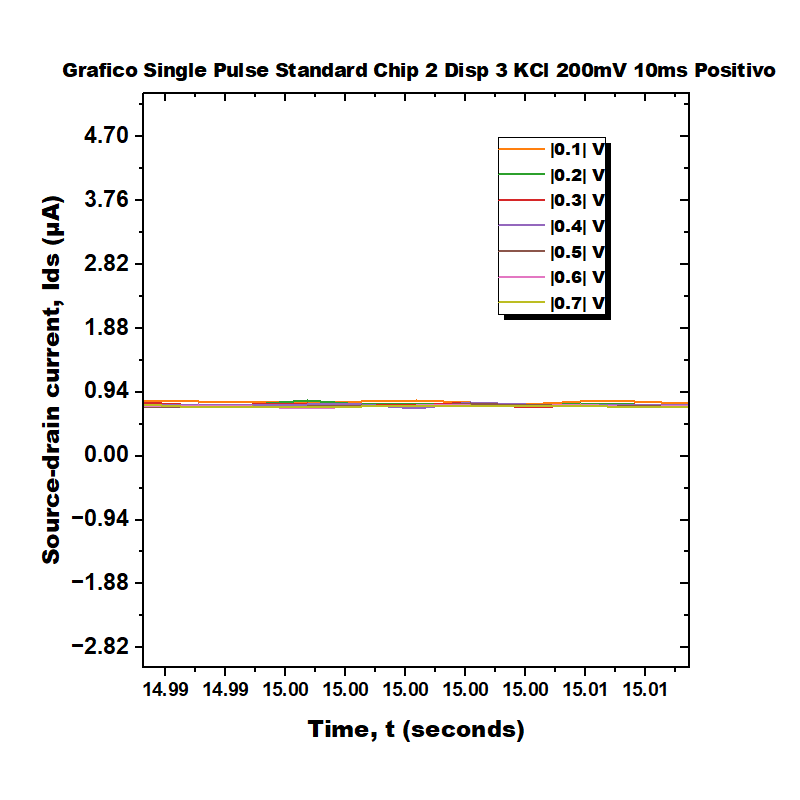 Grafico Single Pulse Standard Chip 2 Disp 3 KCl 200mV 10ms Positivo
4.70
3.76
2.82
1.88
0.94
0.00
−0.94
−1.88
−2.82
Source-drain current, Ids (µA)
|0.1| V
|0.2| V
|0.3| V
|0.4| V
|0.5| V
|0.6| V
|0.7| V
14.99 14.99 15.00 15.00 15.00 15.00 15.00 15.01 15.01
Time, t (seconds)